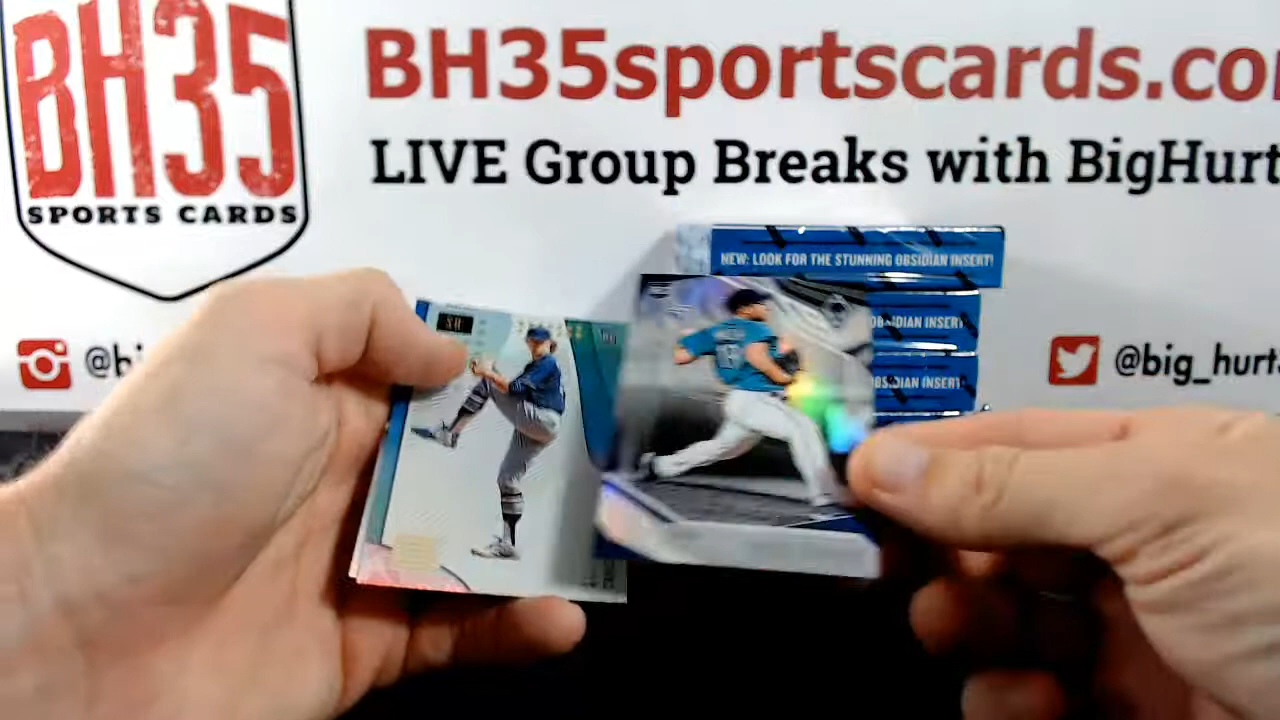 BH35
SPORTS CARDS
BH35sportscards.co
LIVE Group Breaks with BigHurt
NEW: LOOK FOR THE STUNNING OBSIDIAN INSERT!
OBSIDIAN INSERT
OBSIDIAN INSERT
@bi
@big_hurt